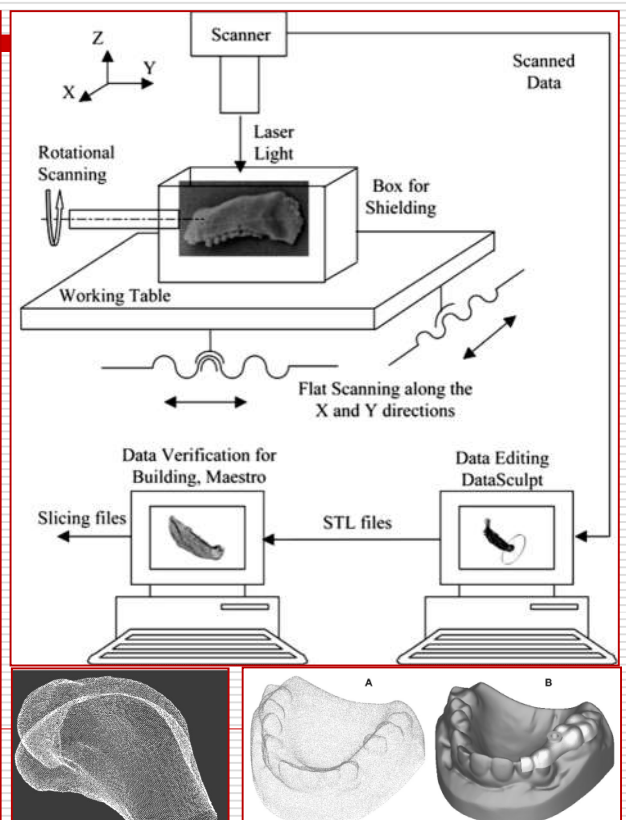 Scanner
Z
Y
X
Scanned
Data
Laser
Light
Rotational
Scanning
Box for
Shielding
Working Table
Flat Scanning along the
X and Y directions
Data Verification for
Building, Maestro
Data Editing
DataSculpt
Slicing files
STL files
A
B